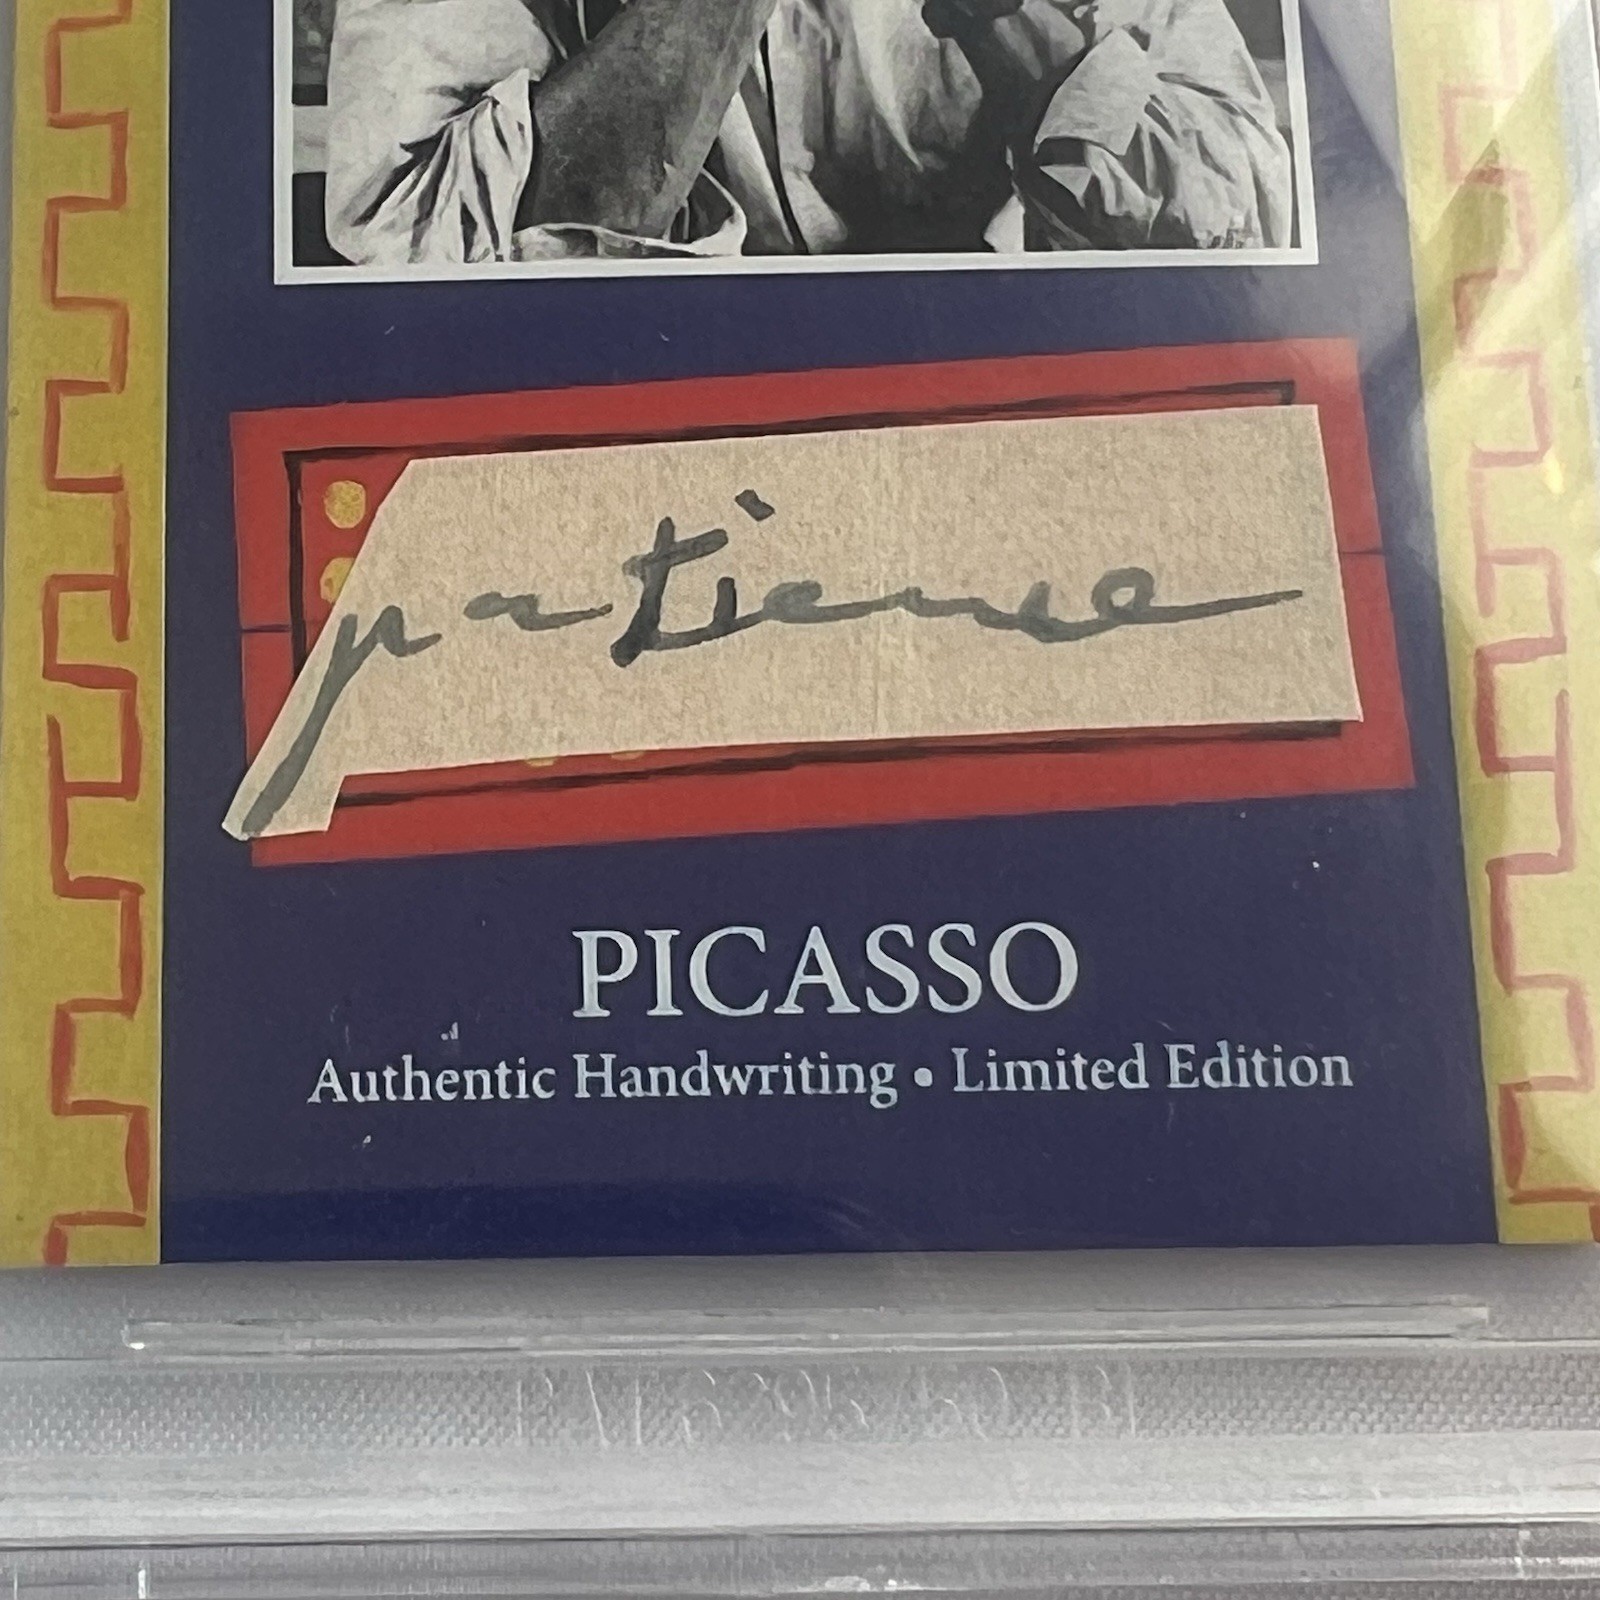 patience
PICASSO
Authentic Handwriting • Limited Edition